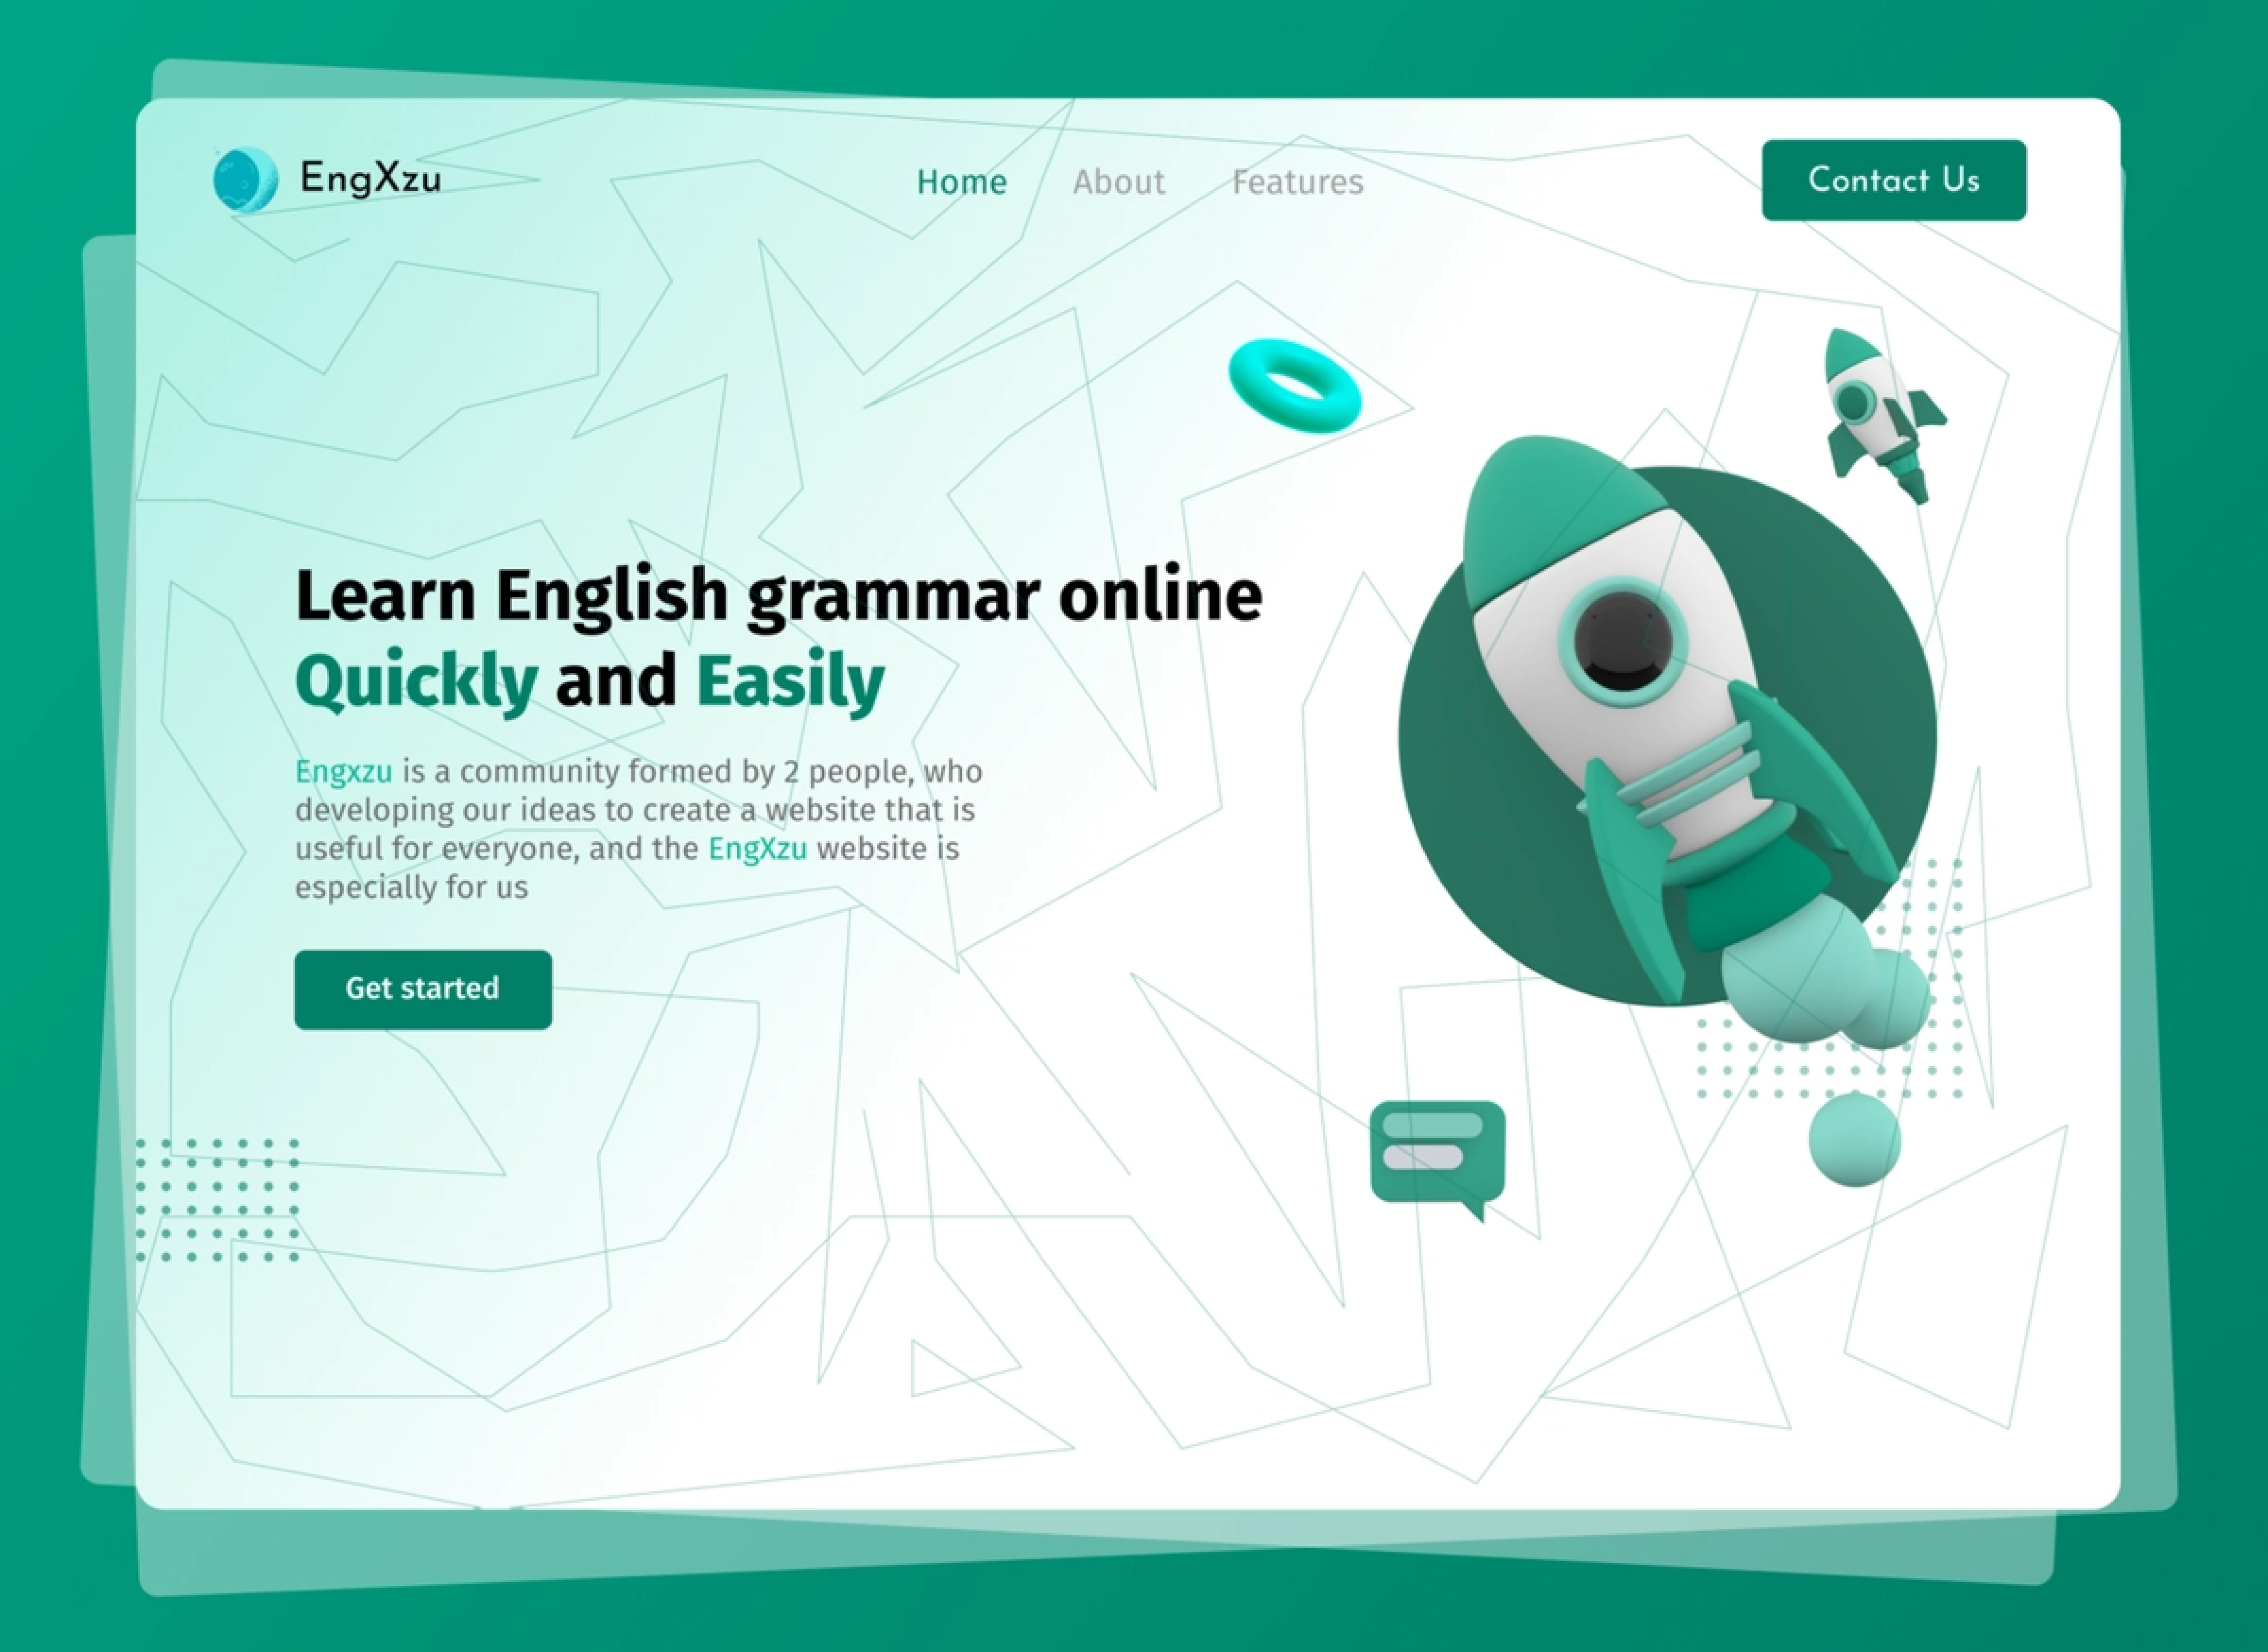 EngXzu
Home
About
Features
Contact Us
Learn English grammar online
Quickly and Easily
Engxzu is a community formed by 2 people, who
developing our ideas to create a website that is
useful for everyone, and the EngXzu website is
especially for us
Get started